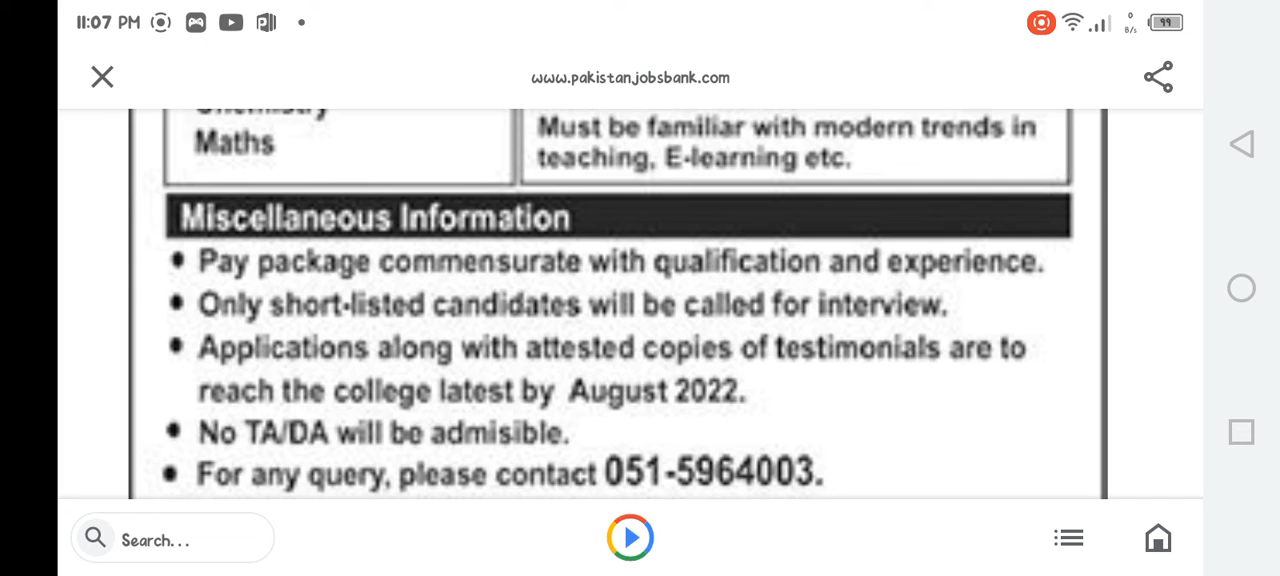 11:07 PM
0
B/s
99
www.pakistanjobsbank.com
Chemistry
Maths
Must be familiar with modern trends in
teaching, E-learning etc.
Miscellaneous Information
• Pay package commensurate with qualification and experience.
• Only short-listed candidates will be called for interview.
• Applications along with attested copies of testimonials are to
reach the college latest by August 2022.
• No TA/DA will be admisible.
• For any query, please contact 051-5964003.
Search...